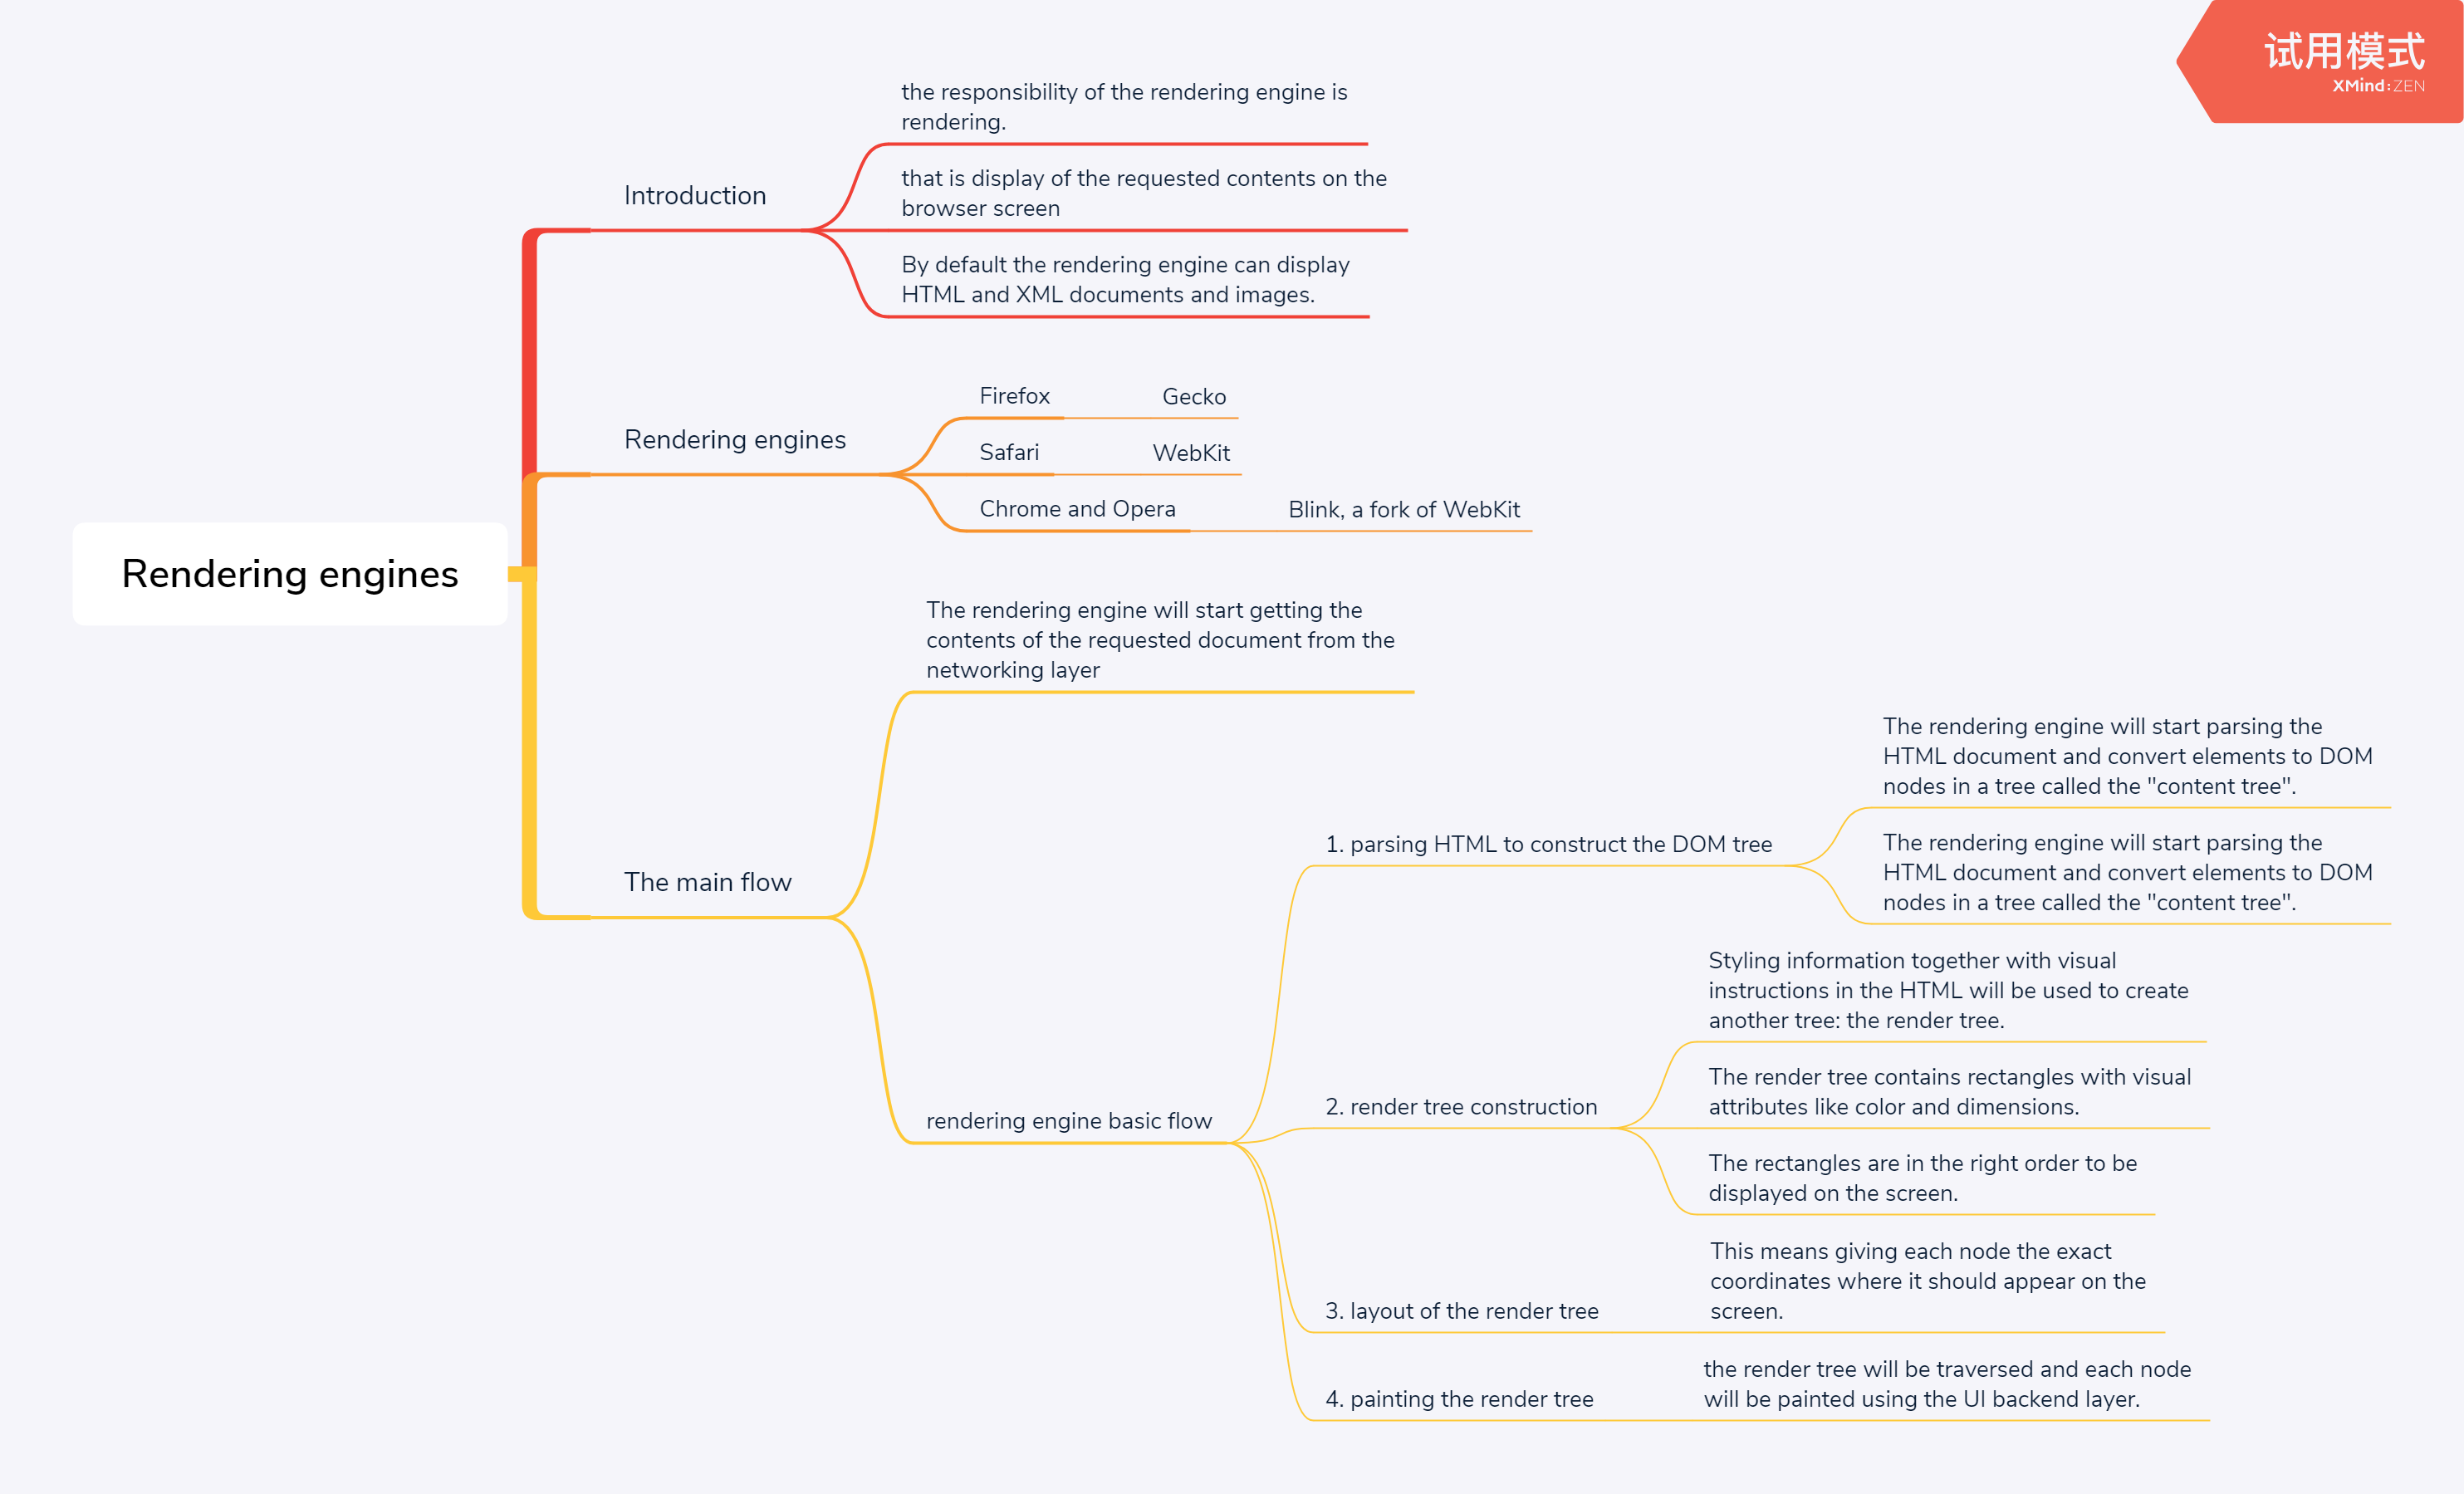 试用模式
XMind:ZEN
the responsibility of the rendering engine is
rendering.
Introduction
that is display of the requested contents on the
browser screen
By default the rendering engine can display
HTML and XML documents and images.
Rendering engines
Firefox
Gecko
Safari
WebKit
Chrome and Opera
Blink, a fork of WebKit
Rendering engines
The main flow
The rendering engine will start getting the
contents of the requested document from the
networking layer
rendering engine basic flow
1. parsing HTML to construct the DOM tree
The rendering engine will start parsing the
HTML document and convert elements to DOM
nodes in a tree called the "content tree".
The rendering engine will start parsing the
HTML document and convert elements to DOM
nodes in a tree called the "content tree".
2. render tree construction
Styling information together with visual
instructions in the HTML will be used to create
another tree: the render tree.
The render tree contains rectangles with visual
attributes like color and dimensions.
The rectangles are in the right order to be
displayed on the screen.
3. layout of the render tree
This means giving each node the exact
coordinates where it should appear on the
screen.
4. painting the render tree
the render tree will be traversed and each node
will be painted using the UI backend layer.